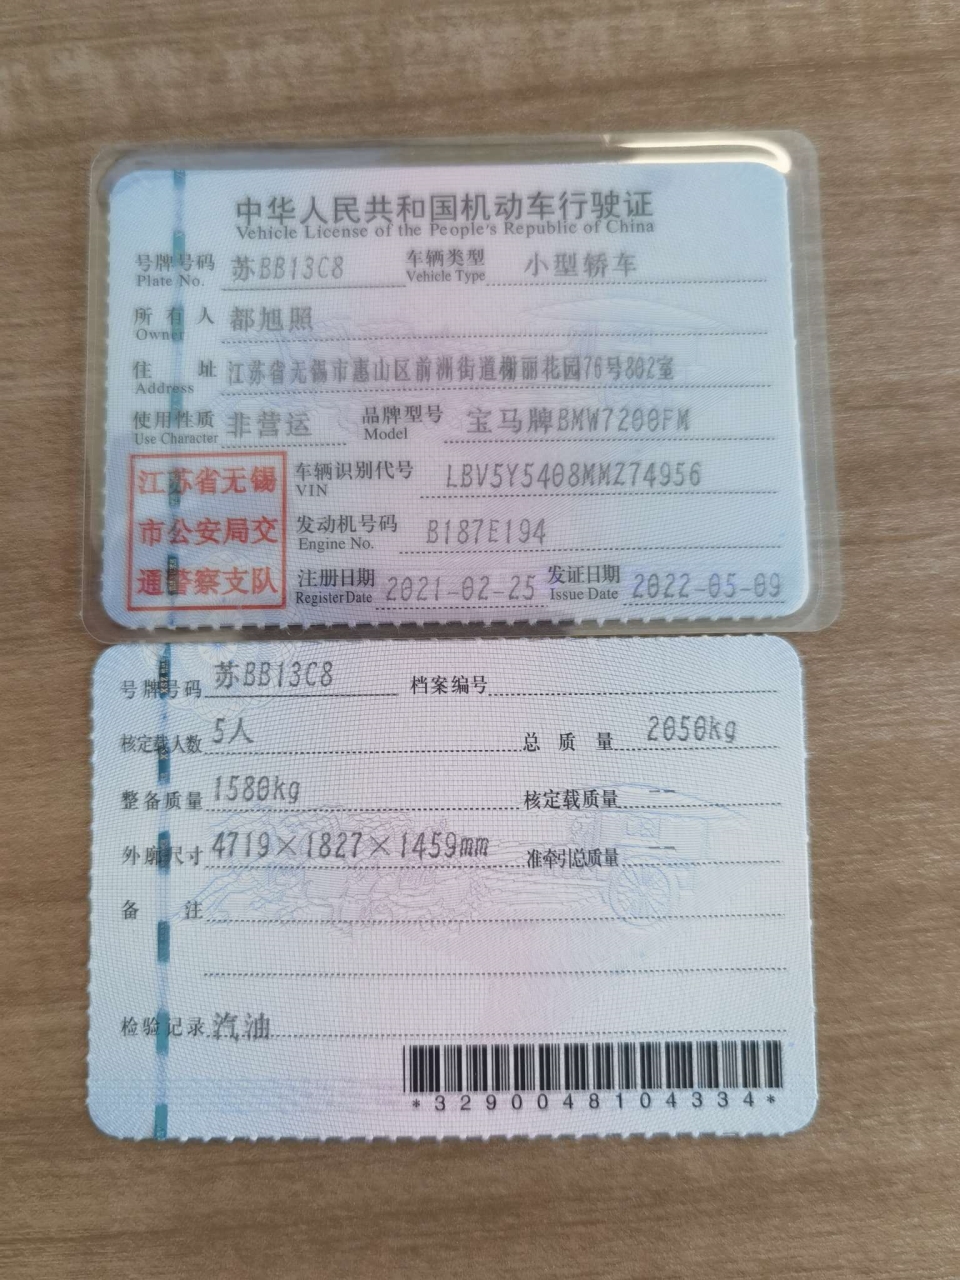 中华人民共和国机动车行驶证
Vehicle License of the People's Republic of China
号牌号码 苏BB13C8 车辆类型 小型轿车
Plate No. Vehicle Type
所有人 都旭照
Owner
住址 江苏省无锡市惠山区前洲街道榭丽花园76号802室
Address
使用性质 非营运 品牌型号 宝马牌BMW7200FM
Use Character Model
江苏省无锡
市公安局交
通警察支队
车辆识别代号 LBV5Y5408MMZ74956
VIN
发动机号码 B187E194
Engine No.
注册日期 2021-02-25 发证日期 2022-05-09
Register Date Issue Date
号牌号码 苏BB13C8 档案编号
核定载人数 5人 总质量 2050kg
整备质量 1580kg 核定载质量 --
外廓尺寸 4719×1827×1459mm 准牵引总质量 --
备注
检验记录 汽油
*3290048104334*